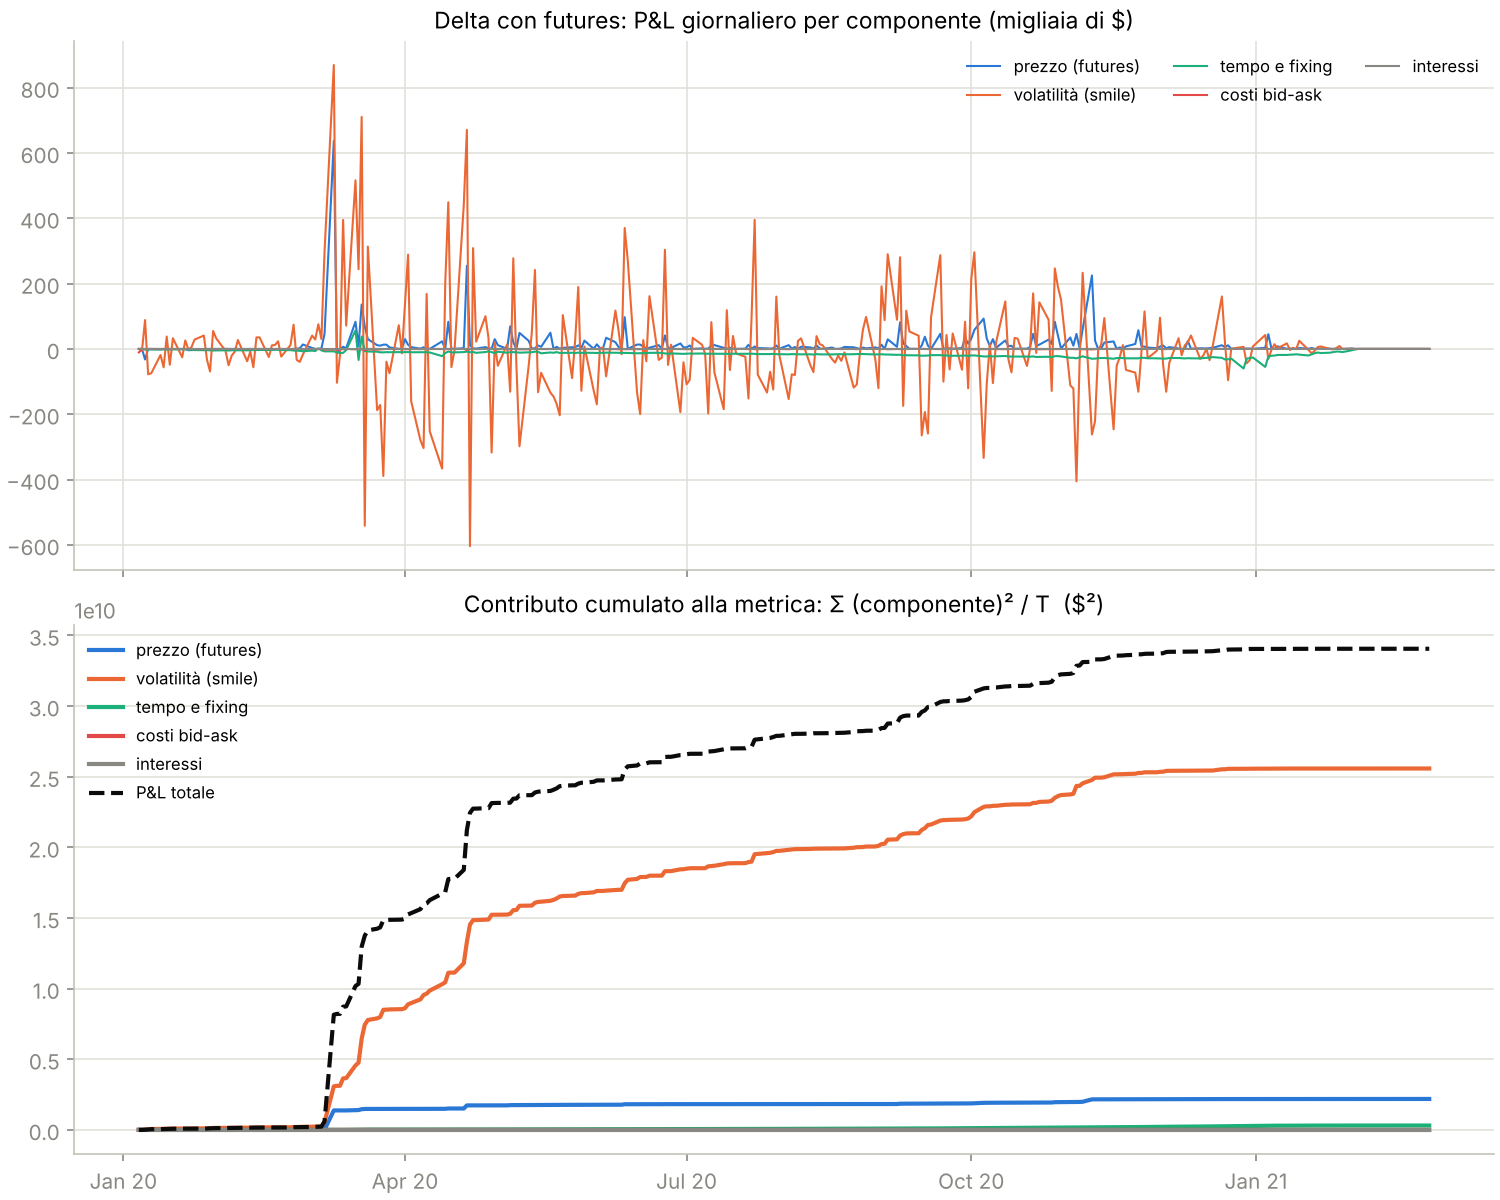 Delta con futures: P&L giornaliero per componente (migliaia di $)
prezzo (futures)
tempo e fixing
interessi
volatilità (smile)
costi bid-ask
800
600
400
200
0
−200
−400
−600
1e10
Contributo cumulato alla metrica: Σ (componente)² / T ($²)
3.5
3.0
2.5
2.0
1.5
1.0
0.5
0.0
prezzo (futures)
volatilità (smile)
tempo e fixing
costi bid-ask
interessi
P&L totale
Jan 20
Apr 20
Jul 20
Oct 20
Jan 21